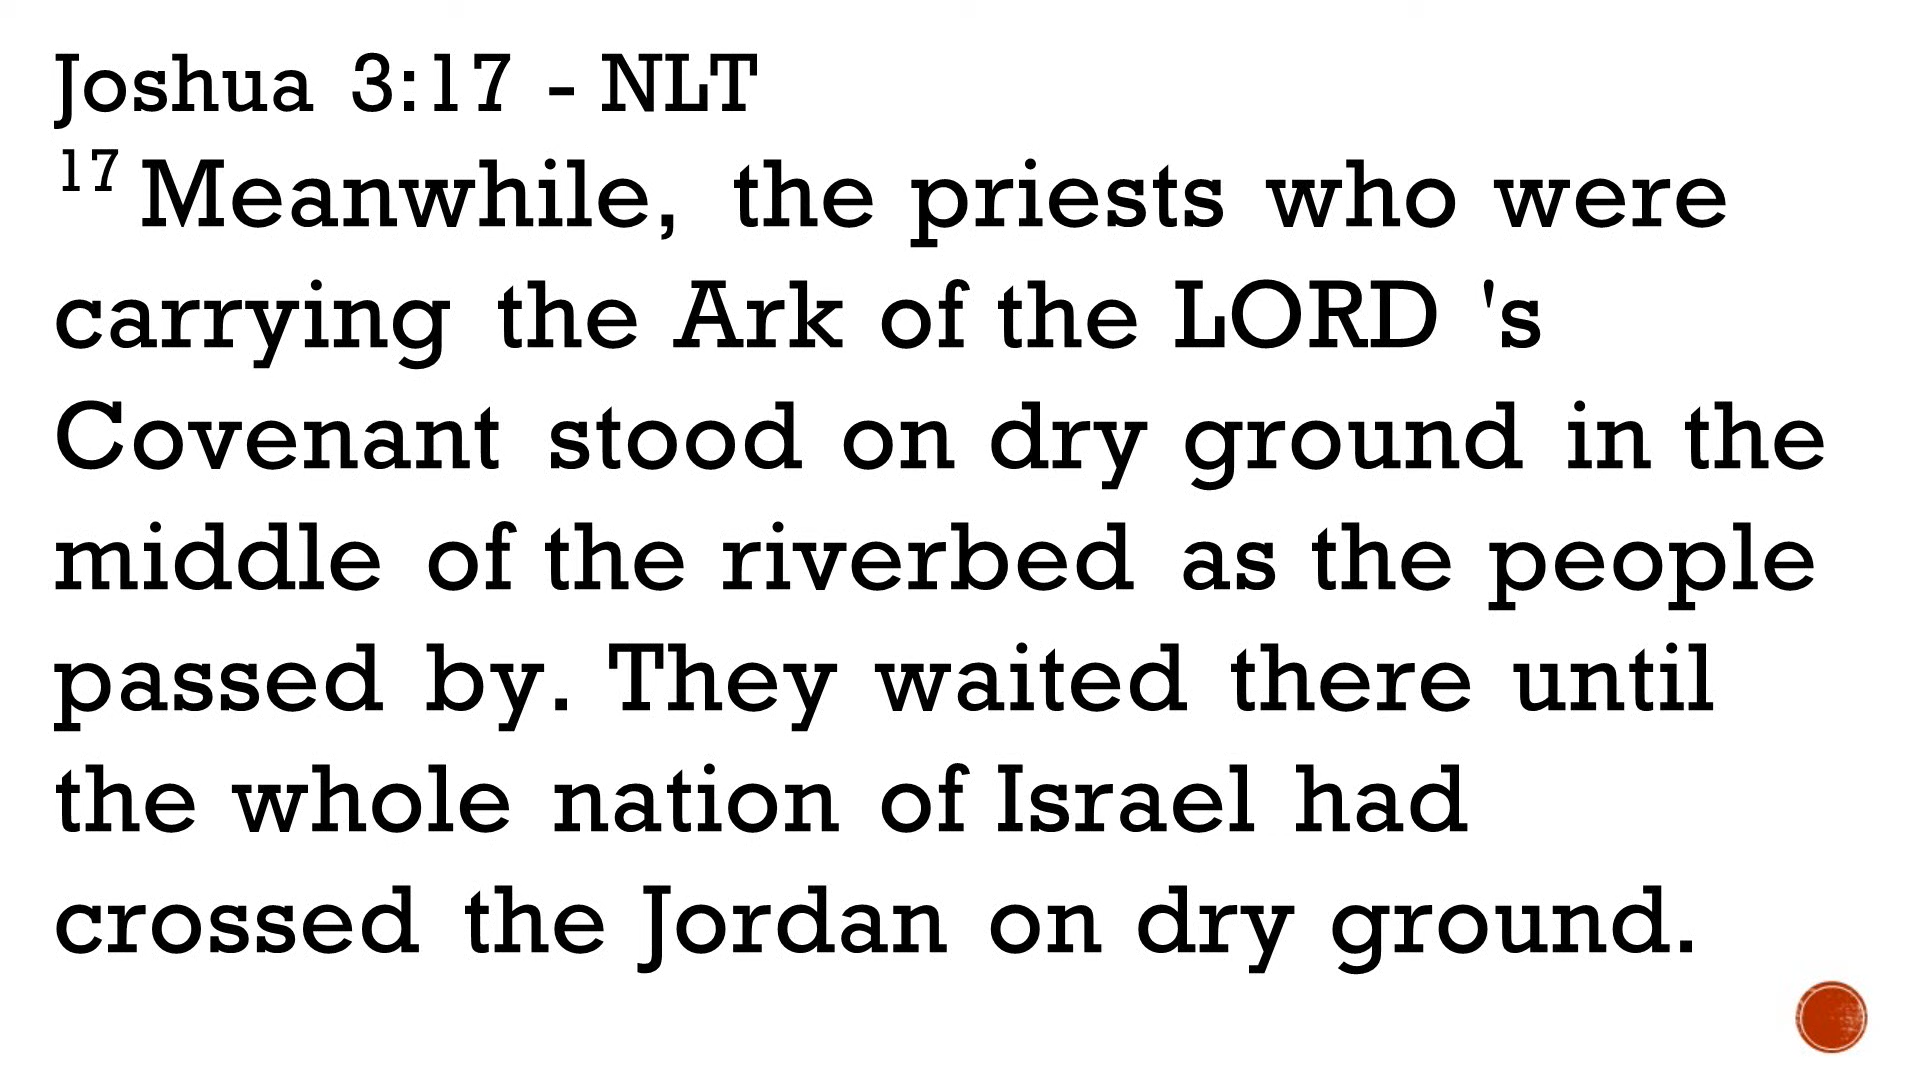 Joshua 3:17 - NLT
17 Meanwhile, the priests who were
carrying the Ark of the LORD 's
Covenant stood on dry ground in the
middle of the riverbed as the people
passed by. They waited there until
the whole nation of Israel had
crossed the Jordan on dry ground.